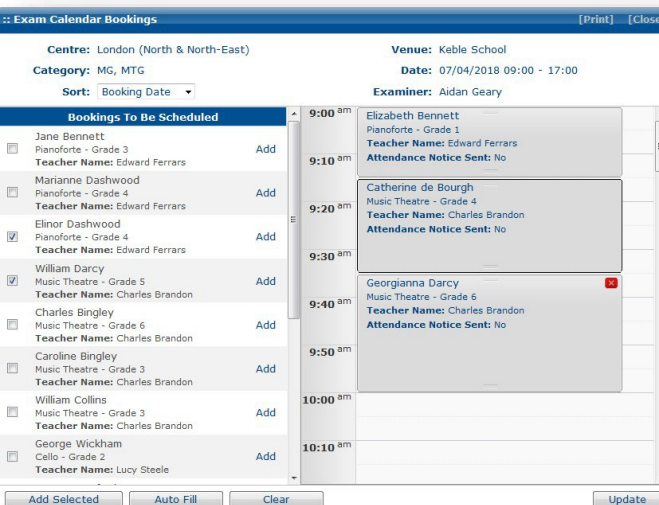 :: Exam Calendar Bookings [Print] [Close
Centre: London (North & North-East) Venue: Keble School
Category: MG, MTG Date: 07/04/2018 09:00 - 17:00
Sort: Booking Date Examiner: Aidan Geary
Bookings To Be Scheduled
Jane Bennett
Pianoforte - Grade 3 Add
Teacher Name: Edward Ferrars
Marianne Dashwood
Pianoforte - Grade 4 Add
Teacher Name: Edward Ferrars
Elinor Dashwood
Pianoforte - Grade 4 Add
Teacher Name: Edward Ferrars
William Darcy
Music Theatre - Grade 5 Add
Teacher Name: Charles Brandon
Charles Bingley
Music Theatre - Grade 6 Add
Teacher Name: Charles Brandon
Caroline Bingley
Music Theatre - Grade 3 Add
Teacher Name: Charles Brandon
William Collins
Music Theatre - Grade 3 Add
Teacher Name: Charles Brandon
George Wickham
Cello - Grade 2 Add
Teacher Name: Lucy Steele
9:00 am
Elizabeth Bennett
Pianoforte - Grade 1
Teacher Name: Edward Ferrars
9:10 am
Attendance Notice Sent: No
Catherine de Bourgh
Music Theatre - Grade 4
9:20 am
Teacher Name: Charles Brandon
Attendance Notice Sent: No
9:30 am
Georgianna Darcy
Music Theatre - Grade 6
9:40 am
Teacher Name: Charles Brandon
Attendance Notice Sent: No
9:50 am
10:00 am
10:10 am
Add Selected Auto Fill Clear Update